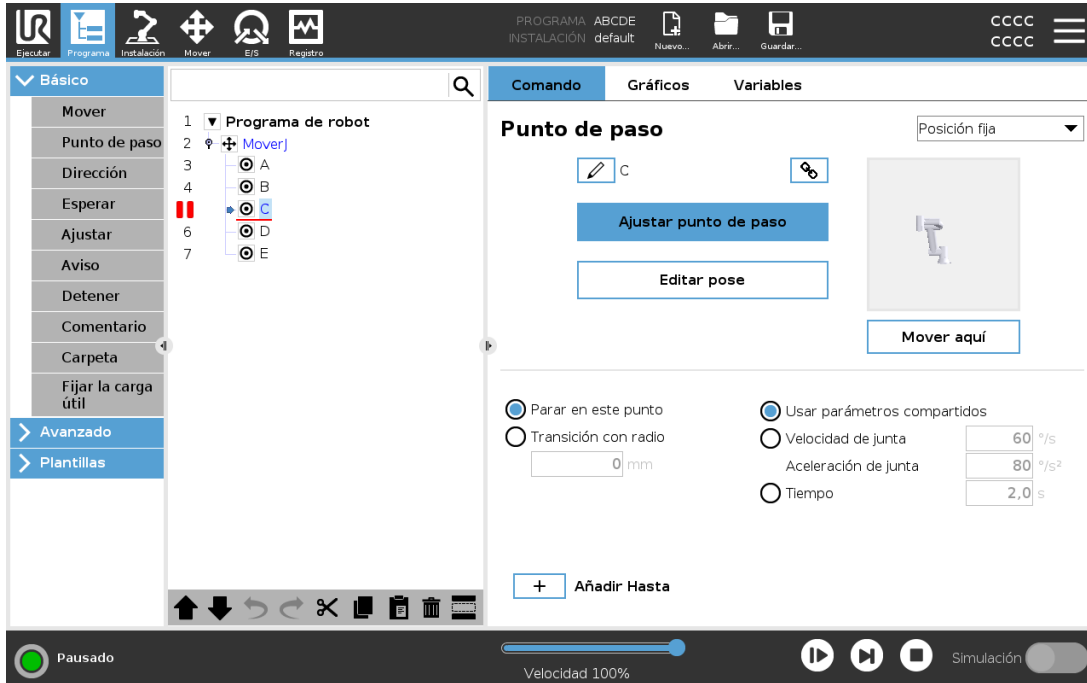 PROGRAMA ABCDE
INSTALACIÓN default
CCCC
CCCC
Ejecutar Programa Instalación Mover E/S Registro Nuevo... Abrir... Guardar...
Básico
Mover
Punto de paso
Dirección
Esperar
Ajustar
Aviso
Detener
Comentario
Carpeta
Fijar la carga
útil
Avanzado
Plantillas
1 Programa de robot
2 MoverJ
3 A
4 B
C
6 D
7 E
Comando Gráficos Variables
Punto de paso
Posición fija
C
Ajustar punto de paso
Editar pose
Mover aquí
Parar en este punto
Transición con radio
0 mm
Usar parámetros compartidos
Velocidad de junta 60 °/s
Aceleración de junta 80 °/s²
Tiempo 2,0 s
+ Añadir Hasta
Pausado
Velocidad 100%
Simulación